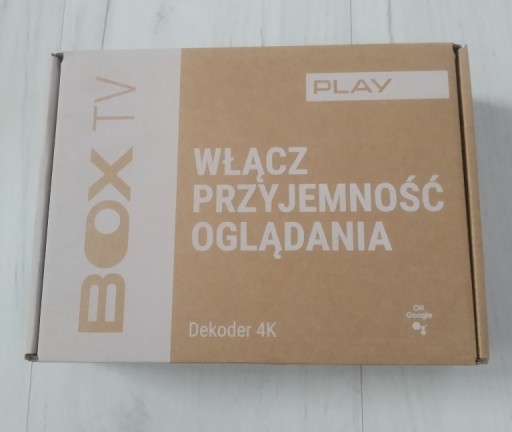 BOX TV
PLAY
WŁĄCZ
PRZYJEMNOŚĆ
OGLĄDANIA
Dekoder 4K
OK
Google